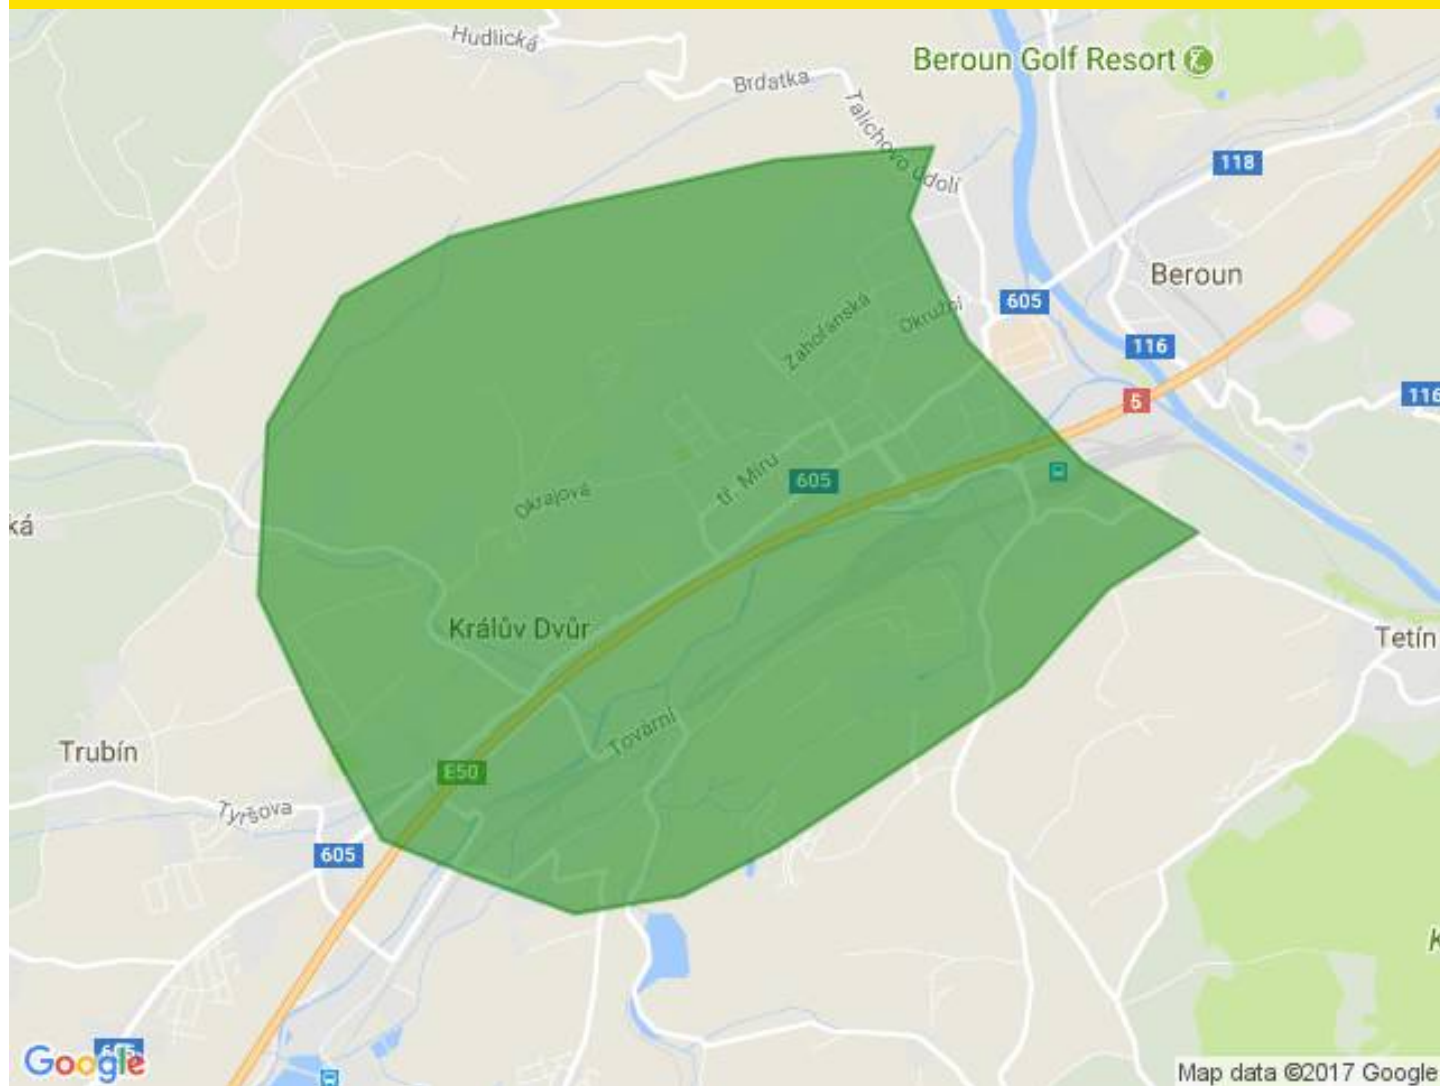 Hudlická
Beroun Golf Resort
Brdatka
Talichovo údolí
118
Beroun
605
Zahořanská
Okružní
116
5
116
605
tř. Míru
Okrajová
ká
Králův Dvůr
Tetín
Tovární
Trubín
E50
Tyršova
605
K
605
Google
Map data ©2017 Google